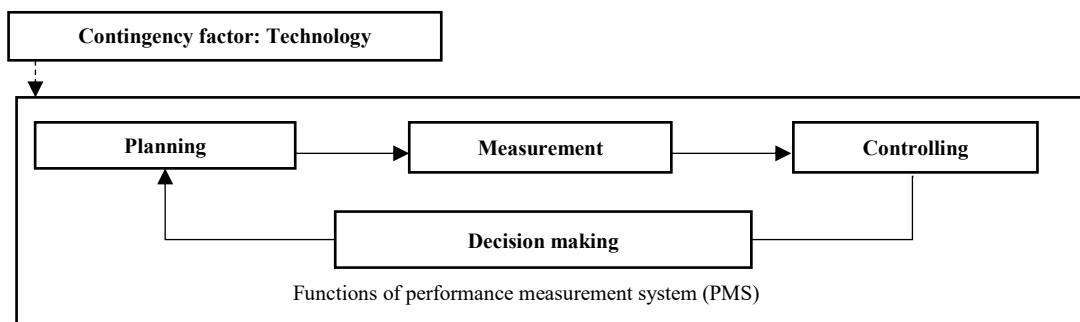 Contingency factor: Technology
Planning
Measurement
Controlling
Decision making
Functions of performance measurement system (PMS)